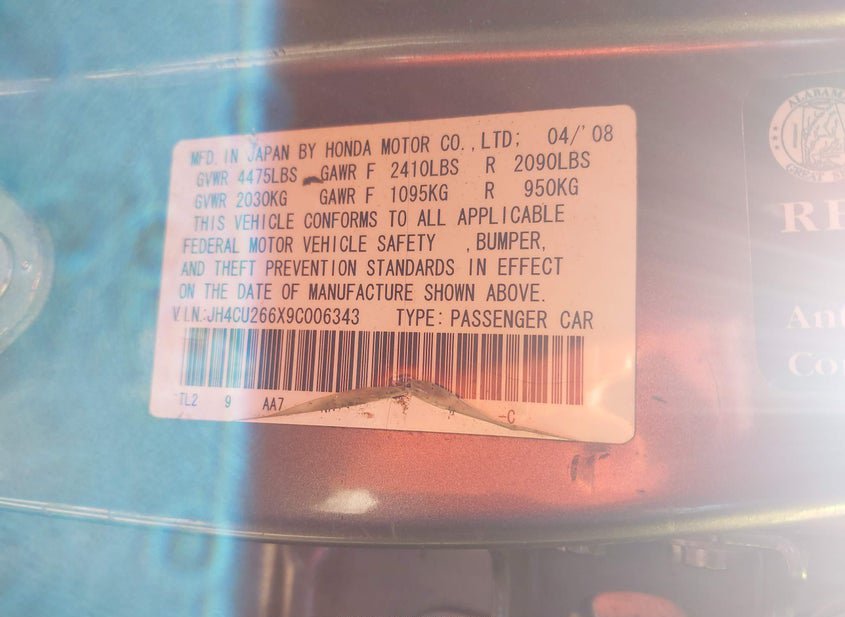 MFD. IN JAPAN BY HONDA MOTOR CO.,LTD; 04/'08
GVWR 4475LBS GAWR F 2410LBS R 2090LBS
GVWR 2030KG GAWR F 1095KG R 950KG
THIS VEHICLE CONFORMS TO ALL APPLICABLE
FEDERAL MOTOR VEHICLE SAFETY ,BUMPER,
AND THEFT PREVENTION STANDARDS IN EFFECT
ON THE DATE OF MANUFACTURE SHOWN ABOVE.
V.I.N.:JH4CU266X9C006343 TYPE: PASSENGER CAR
TL2 9 AA7 -C
ALABAMA
GREAT